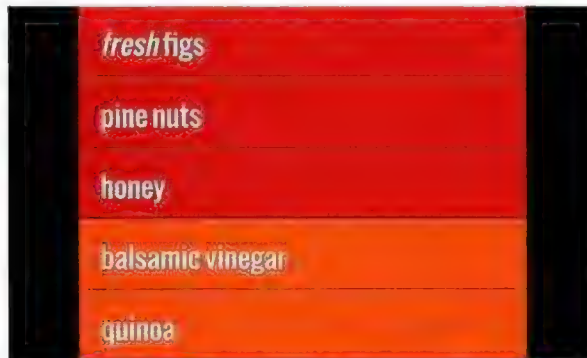 fresh figs
pine nuts
honey
balsamic vinegar
quinoa